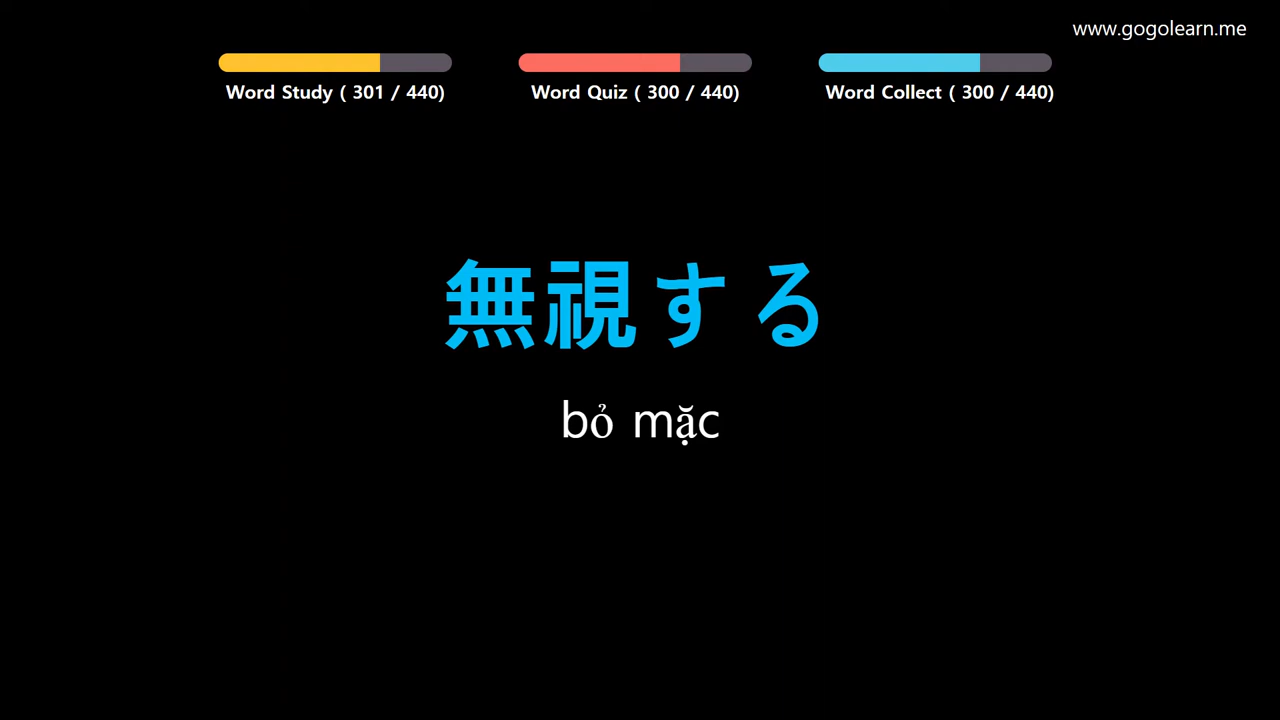 www.gogolearn.me
Word Study ( 301 / 440)
Word Quiz ( 300 / 440)
Word Collect ( 300 / 440)
無視する
bỏ mặc